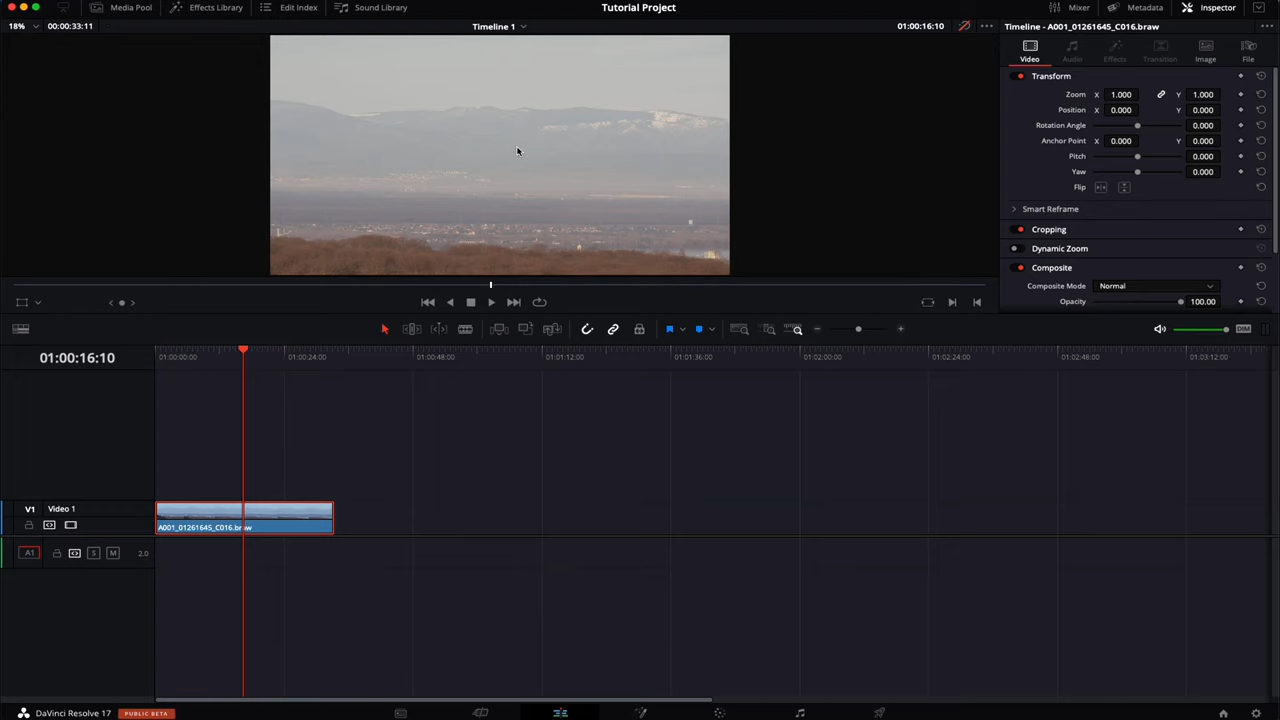 Media Pool
Effects Library
Edit Index
Sound Library
Tutorial Project
Mixer
Metadata
Inspector
18%
00:00:33:11
Timeline 1
01:00:16:10
Timeline - A001_01261645_C016.braw
Video
Audio
Effects
Transition
Image
File
Transform
Zoom X 1.000 Y 1.000
Position X 0.000 Y 0.000
Rotation Angle 0.000
Anchor Point X 0.000 Y 0.000
Pitch 0.000
Yaw 0.000
Flip
Smart Reframe
Cropping
Dynamic Zoom
Composite
Composite Mode Normal
Opacity 100.00
DIM
01:00:16:10
01:00:00:00
01:00:24:00
01:00:48:00
01:01:12:00
01:01:36:00
01:02:00:00
01:02:24:00
01:02:48:00
01:03:12:00
V1 Video 1
A001_01261645_C016.braw
A1 S M 2.0
DaVinci Resolve 17 PUBLIC BETA